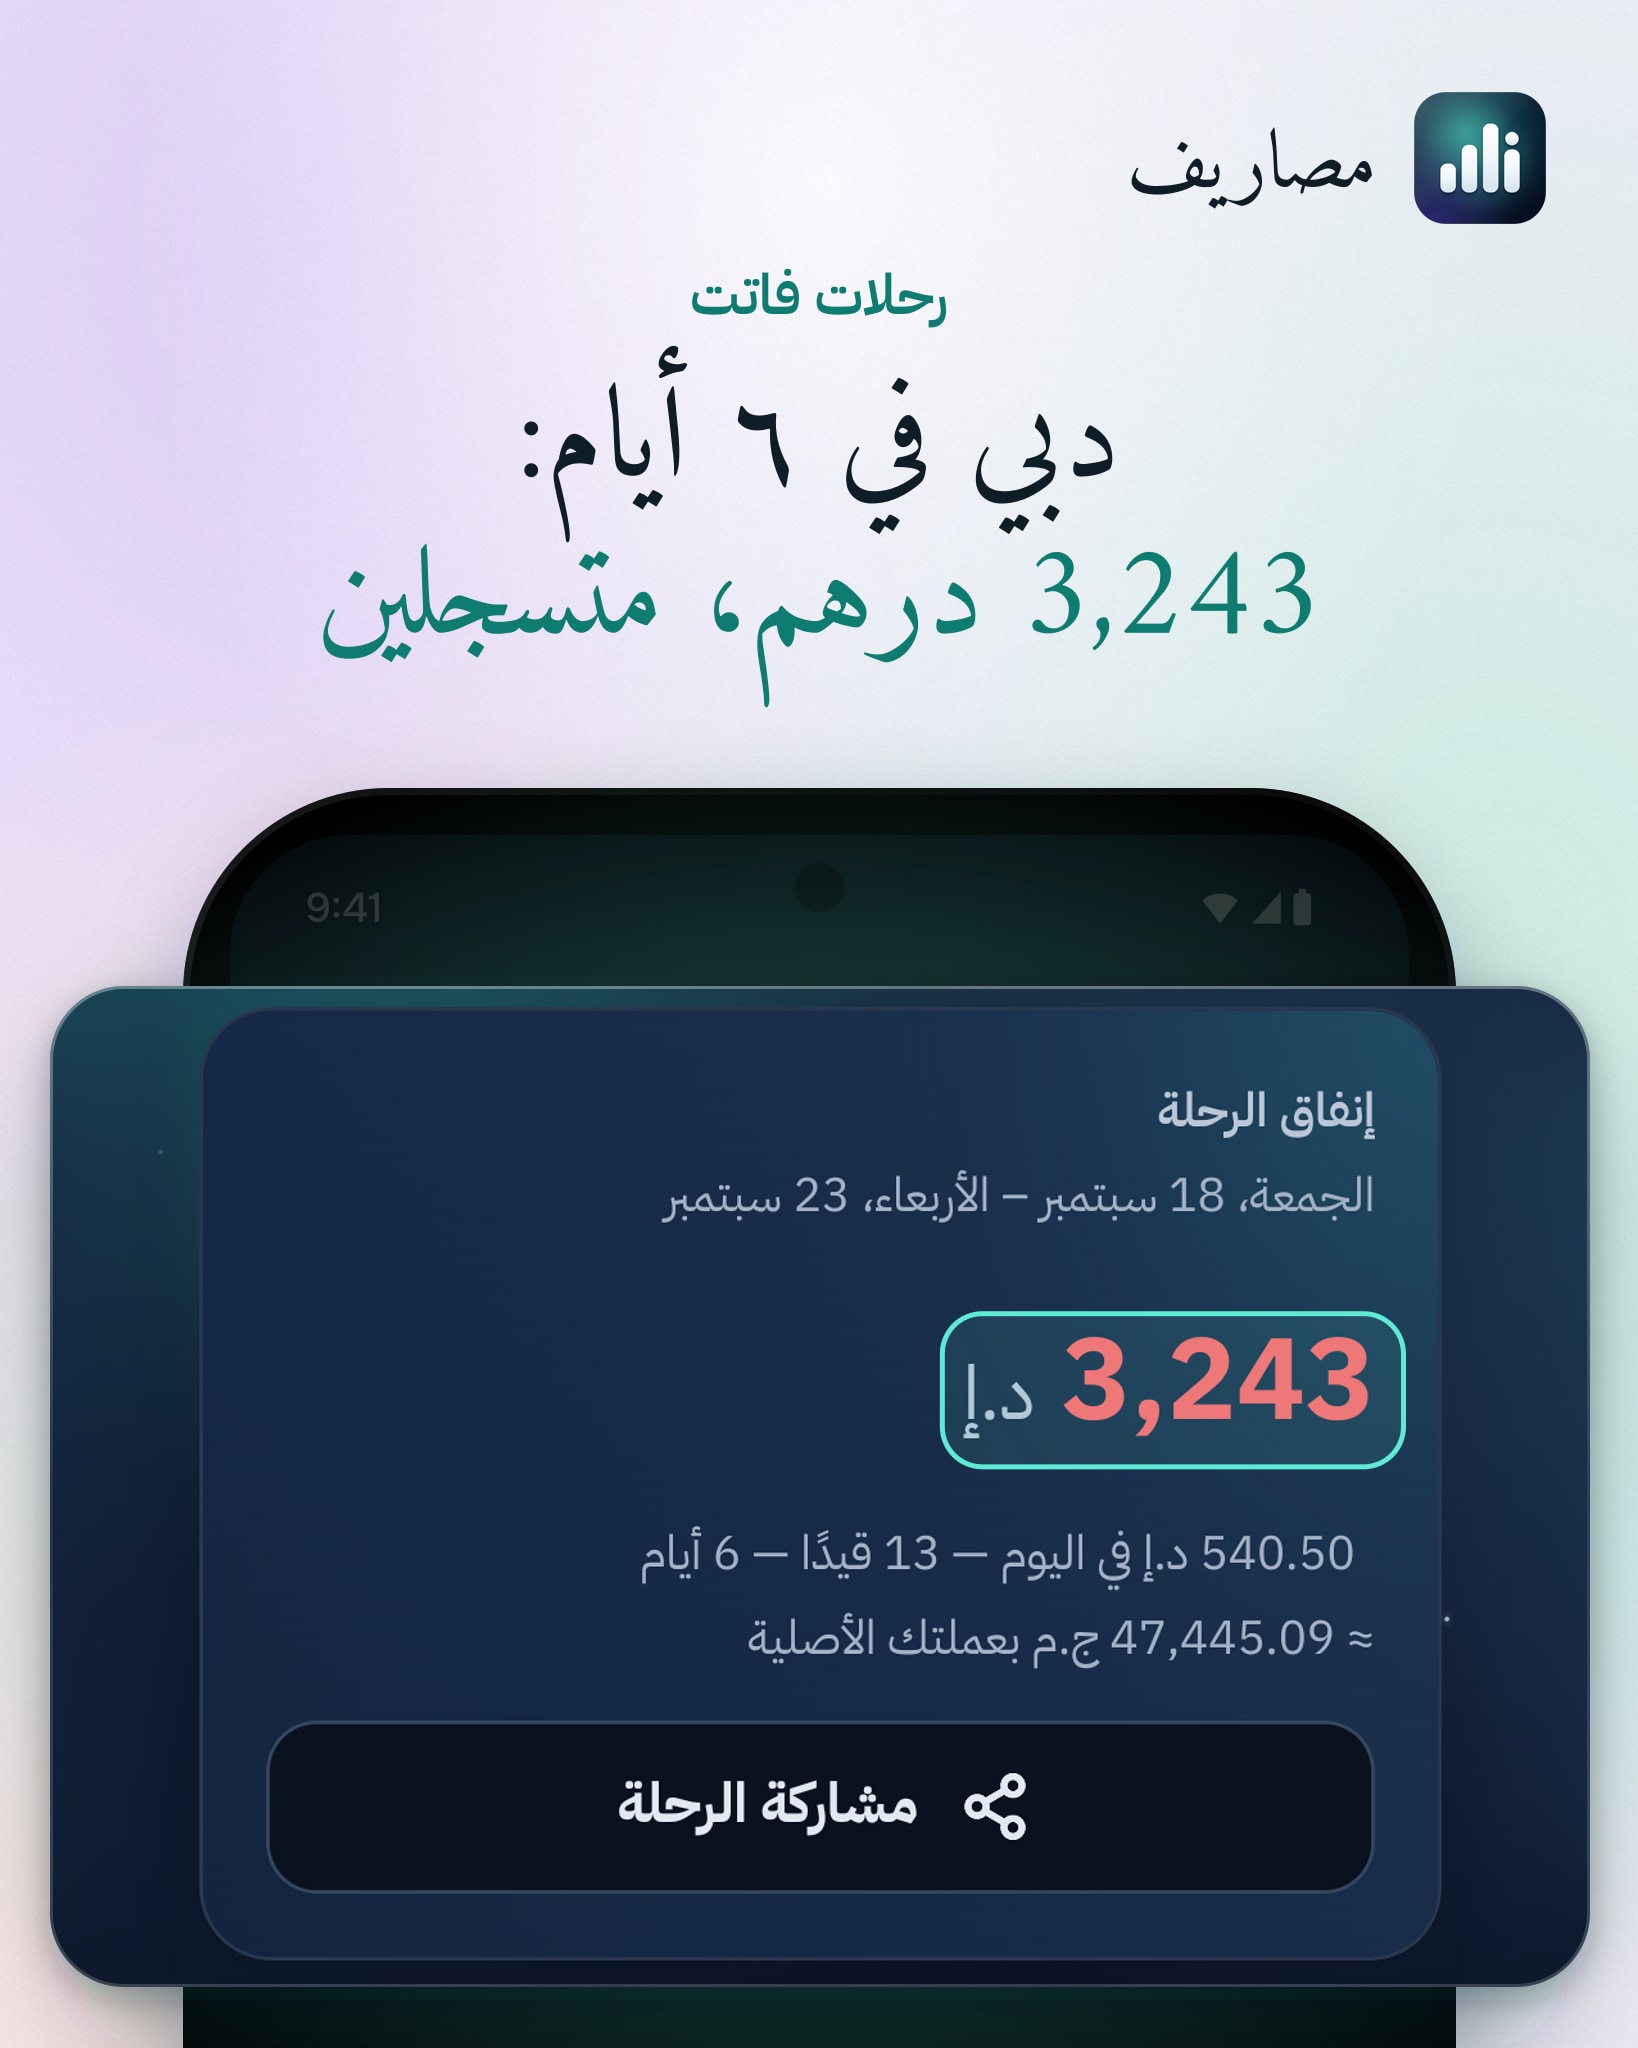 مصاريف
رحلات فاتت
دبي في ٦ أيام:
3,243 درهم، متسجلين
9:41
إنفاق الرحلة
الجمعة، 18 سبتمبر – الأربعاء، 23 سبتمبر
3,243 د.إ
540.50 د.إ في اليوم — 13 قيدًا — 6 أيام
≈ 47,445.09 ج.م بعملتك الأصلية
مشاركة الرحلة